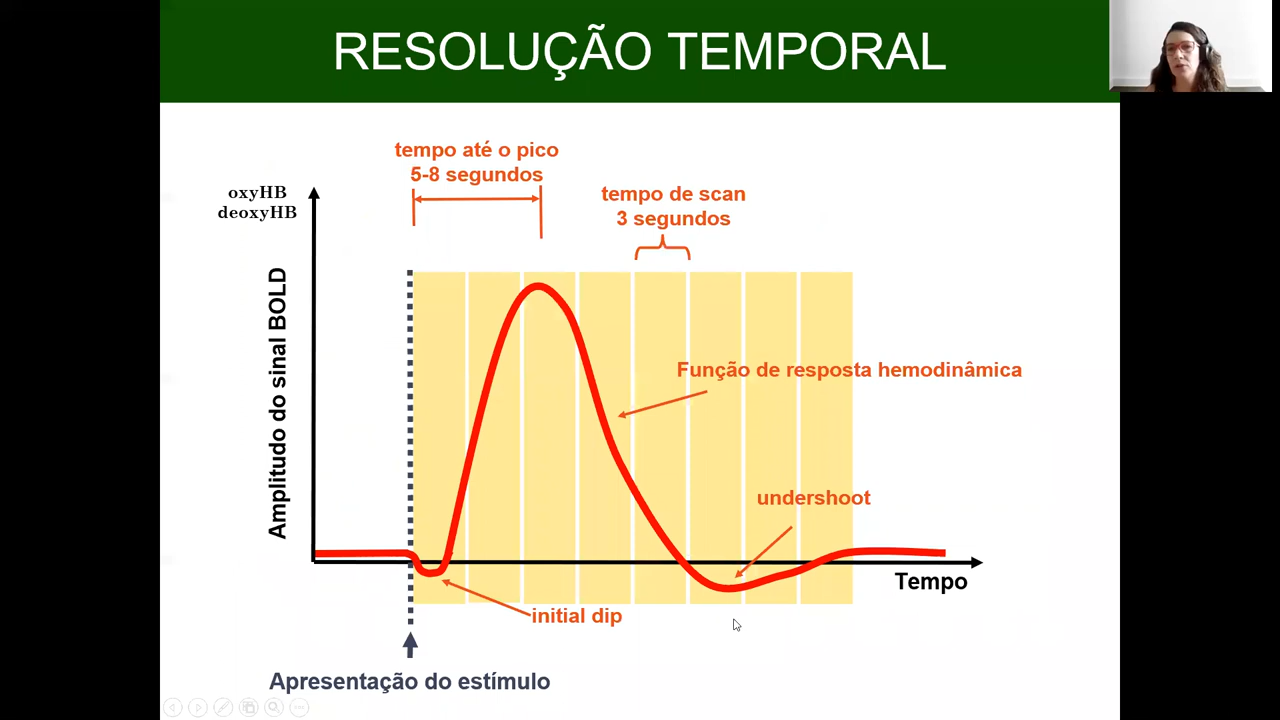 RESOLUÇÃO TEMPORAL
tempo até o pico
5-8 segundos
tempo de scan
3 segundos
oxyHB
deoxyHB
Amplitudo do sinal BOLD
Função de resposta hemodinâmica
undershoot
Tempo
initial dip
Apresentação do estímulo